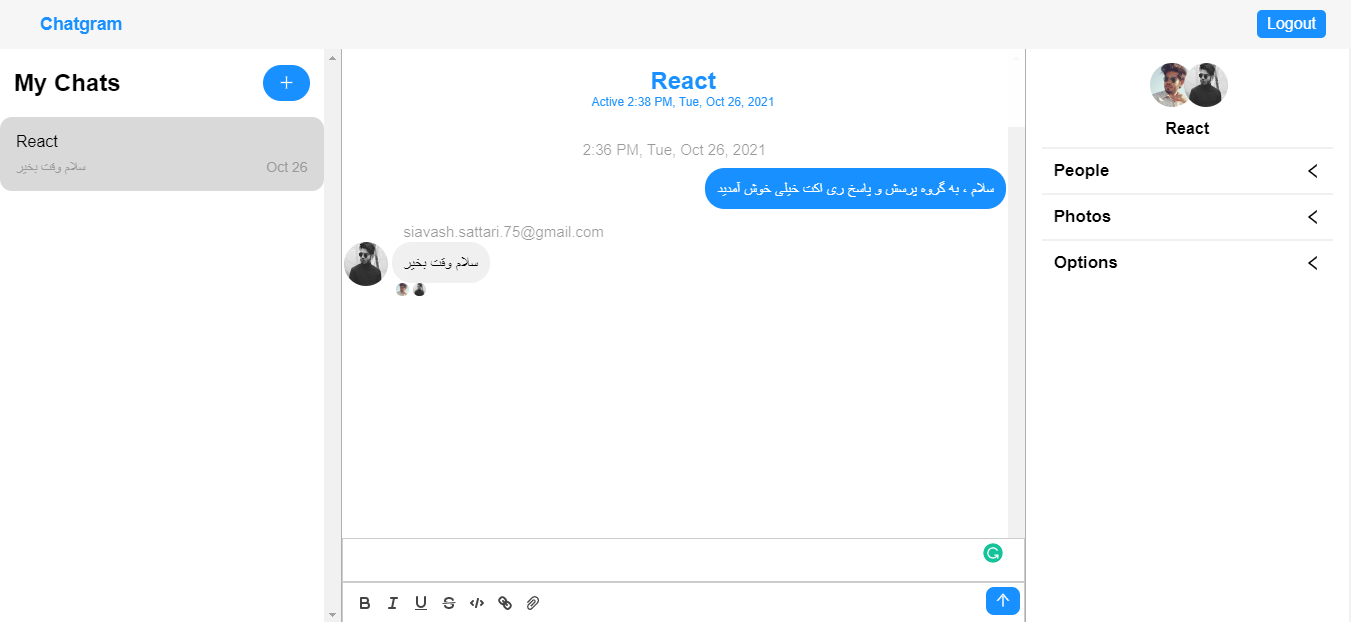 Chatgram
Logout
My Chats
+
React
سلام وقت بخیر
Oct 26
React
Active 2:38 PM, Tue, Oct 26, 2021
2:36 PM, Tue, Oct 26, 2021
سلام ، به گروه پرسش و پاسخ ری اکت خیلی خوش آمدید
siavash.sattari.75@gmail.com
سلام وقت بخیر
B I U S </>
React
People
Photos
Options